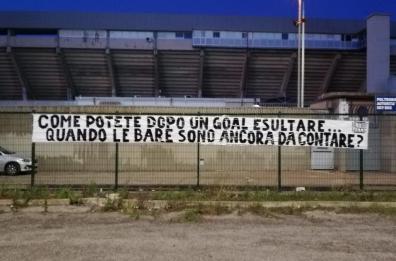 COME POTETE DOPO UN GOAL ESULTARE...
QUANDO LE BARE SONO ANCORA DA CONTARE?